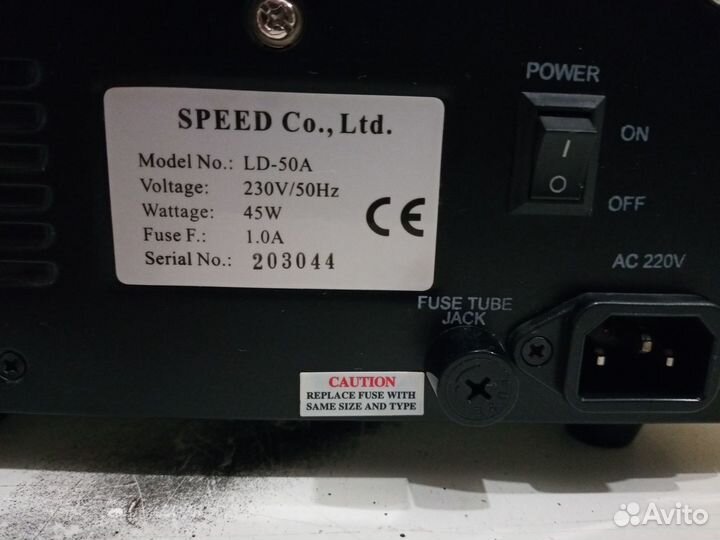 SPEED Co., Ltd.
Model No.: LD-50A
Voltage: 230V/50Hz
Wattage: 45W
Fuse F.: 1.0A
Serial No.: 203044
CE
POWER
ON
OFF
AC 220V
FUSE TUBE
JACK
CAUTION
REPLACE FUSE WITH
SAME SIZE AND TYPE
Avito